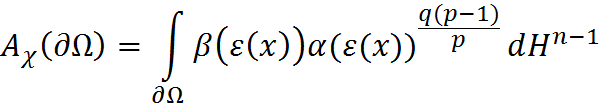 A_χ(∂Ω) = ∫_{∂Ω} β(ε(x))α(ε(x))^{q(p−1)/p} dH^{n−1}